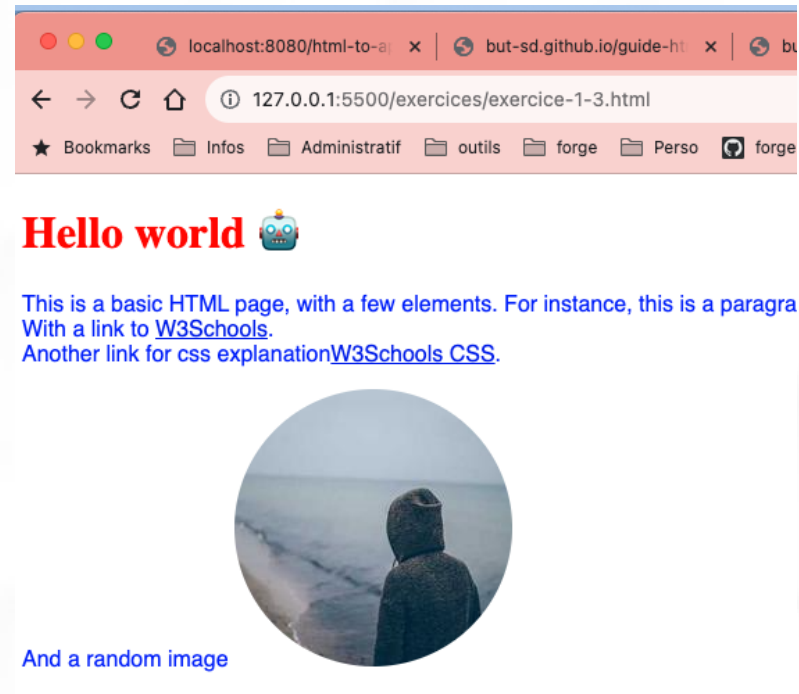 localhost:8080/html-to-a
but-sd.github.io/guide-ht
bu
127.0.0.1:5500/exercices/exercice-1-3.html
Bookmarks Infos Administratif outils forge Perso forge
Hello world 🤖
This is a basic HTML page, with a few elements. For instance, this is a paragra
With a link to W3Schools.
Another link for css explanationW3Schools CSS.
And a random image